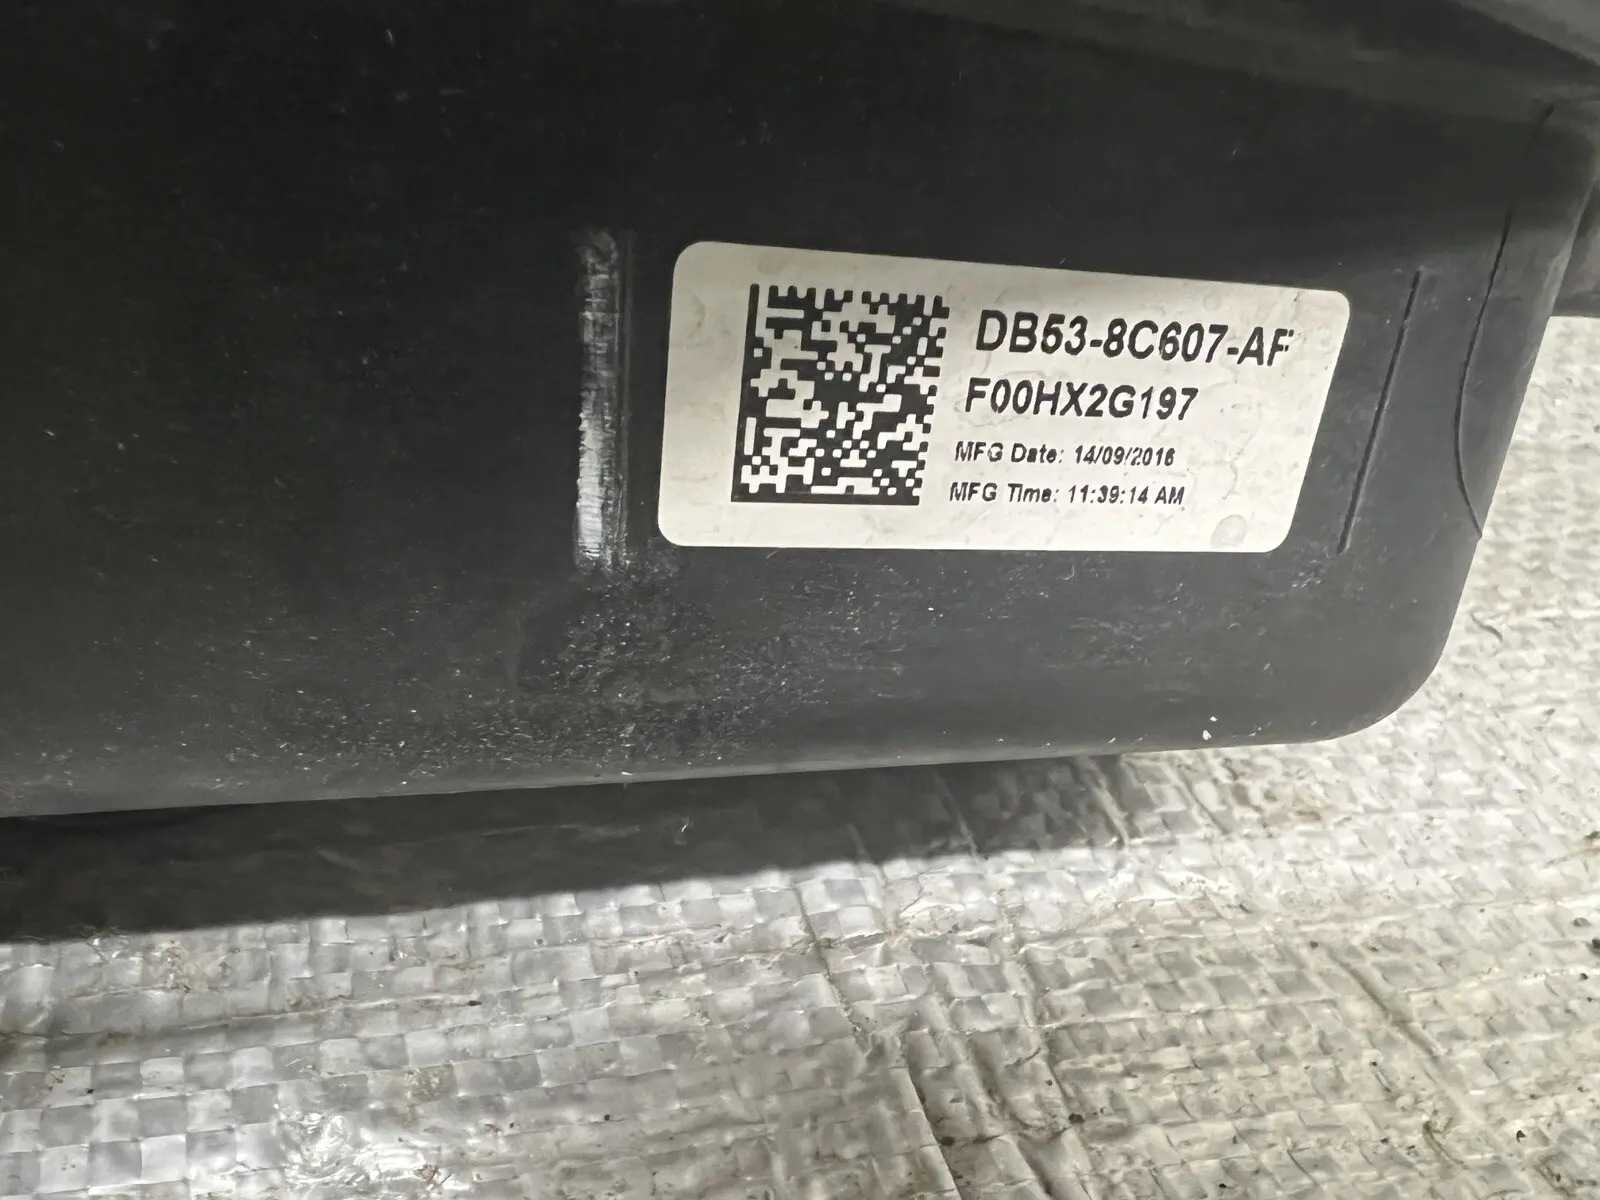 DB53-8C607-AF
F00HX2G197
MFG Date: 14/09/2016
MFG Time: 11:39:14 AM